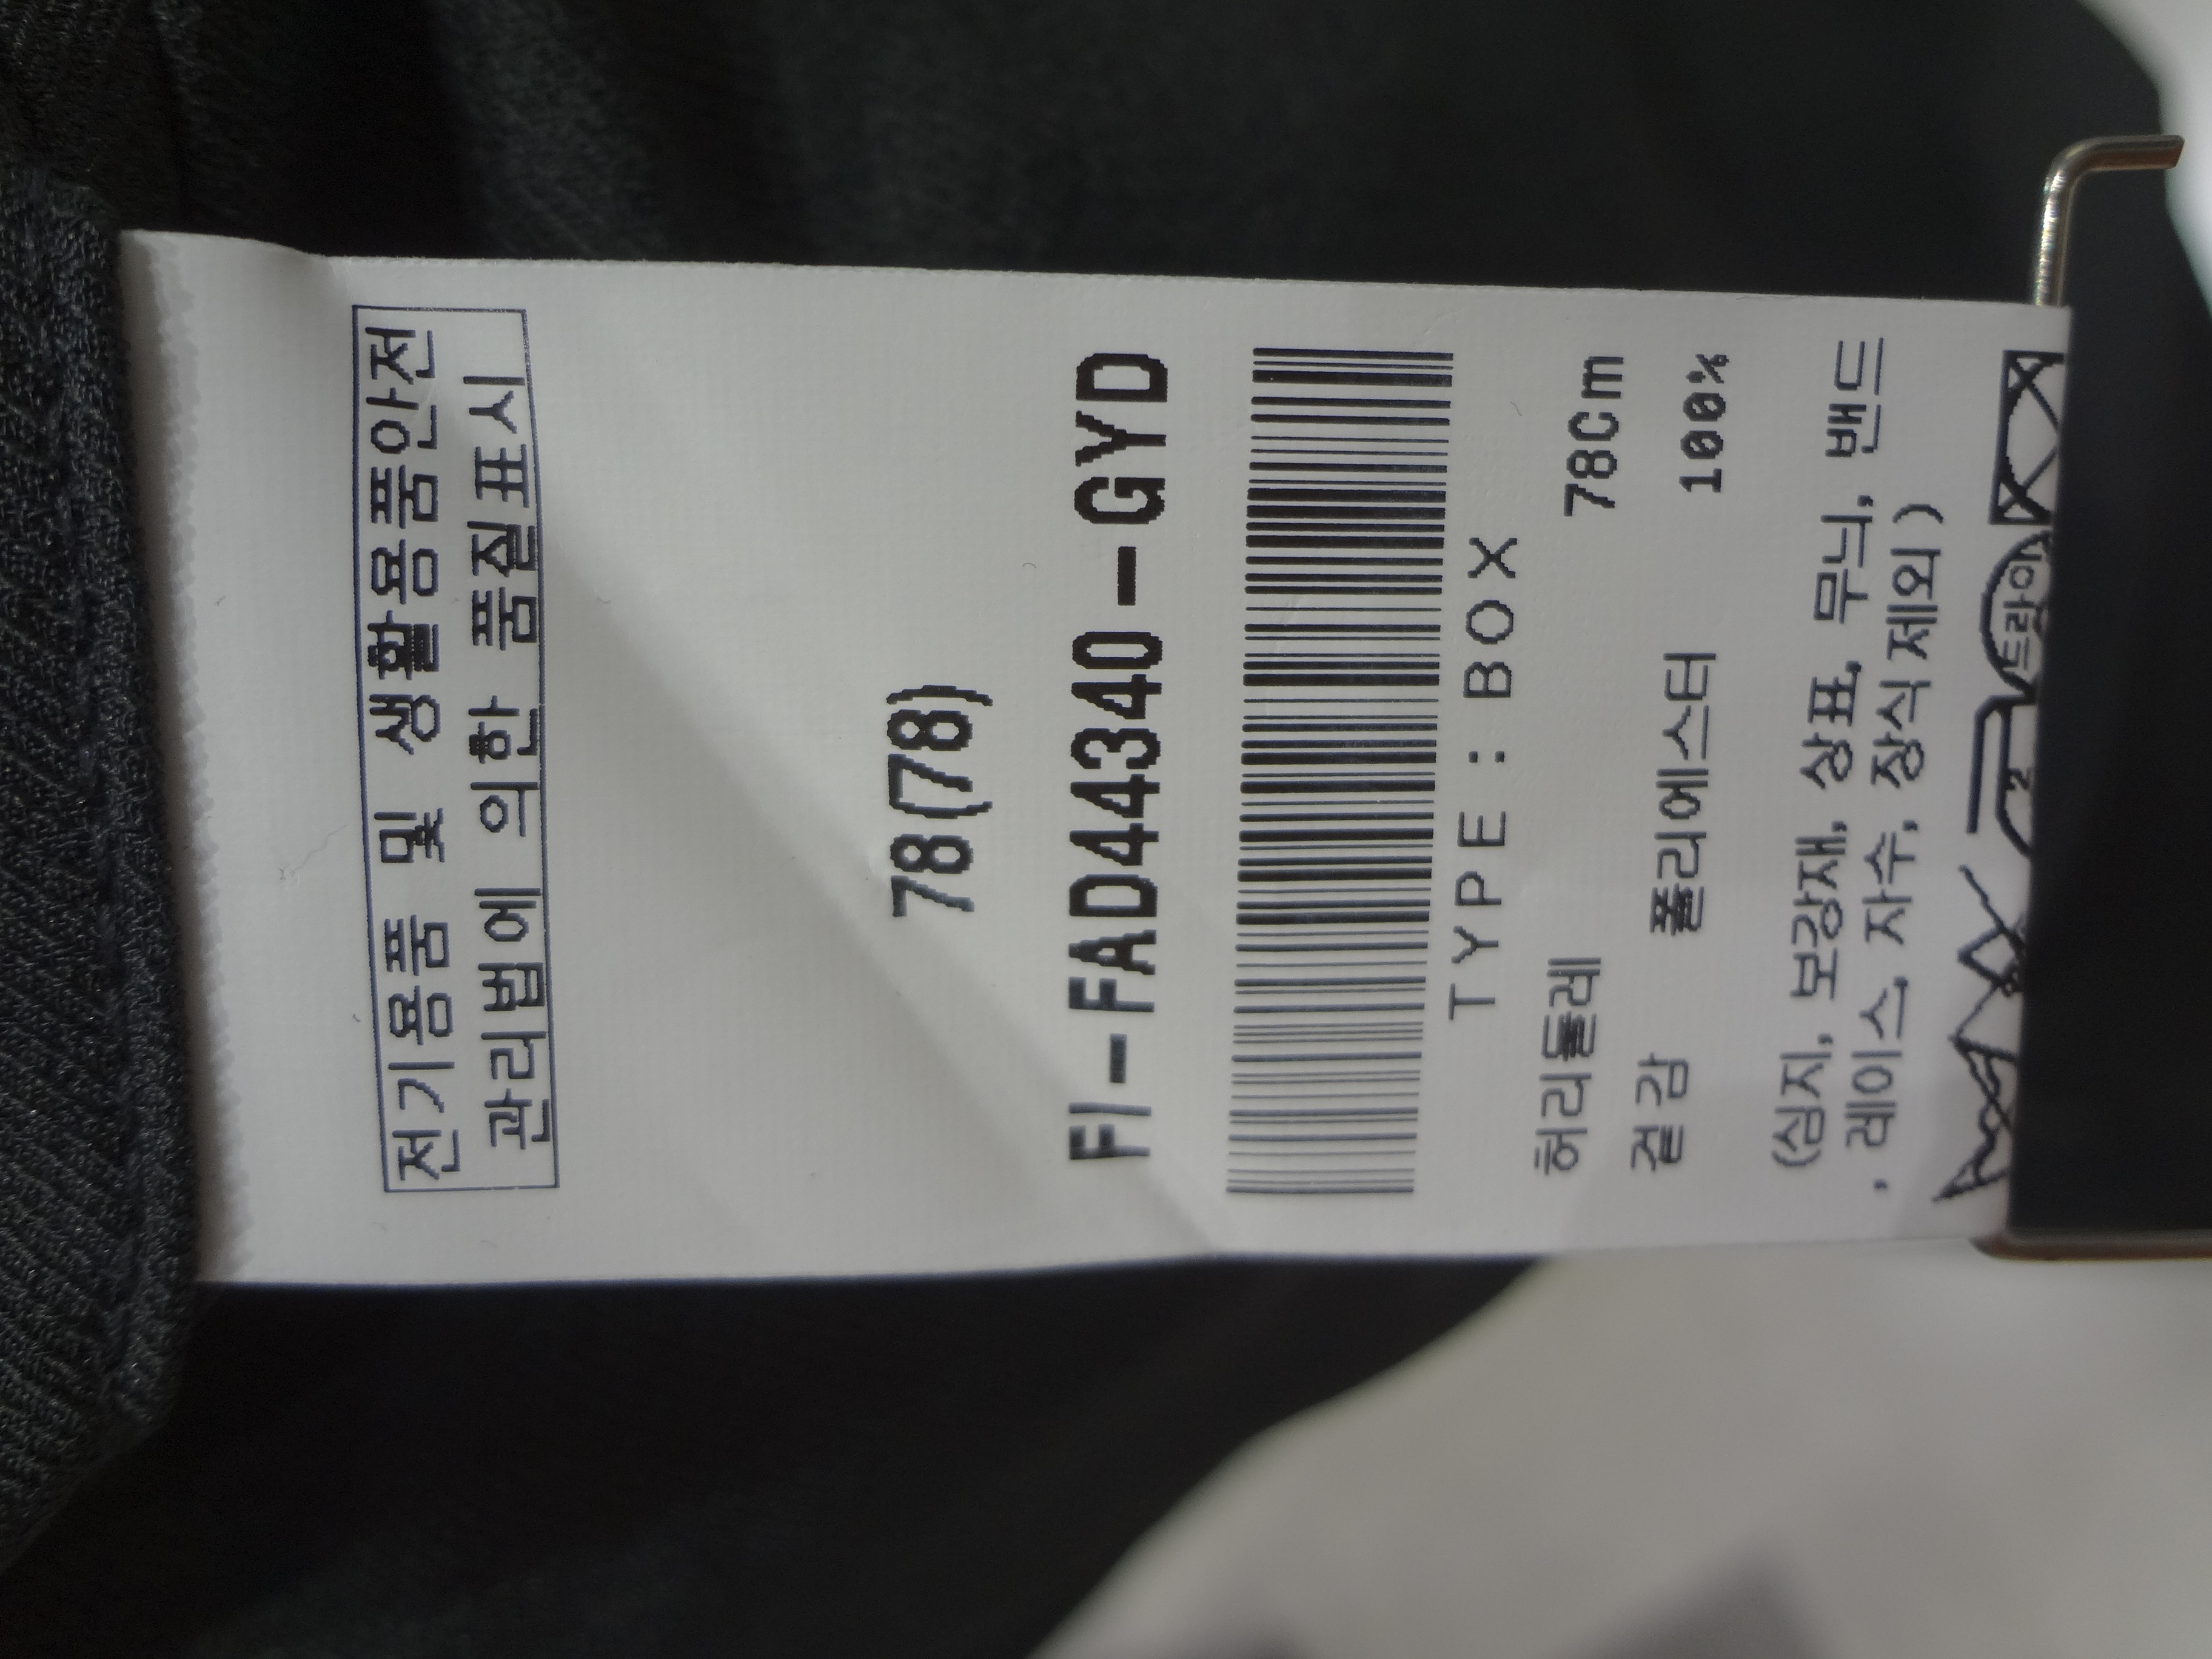 전기용품 및 생활용품안전
관리법에 의한 품질표시
78(78)
FI-FAD44340-GYD
TYPE : BOX
허리둘레 78Cm
겉감 폴리에스터 100%
(심지, 보강재, 상표, 무늬, 밴드
, 레이스, 자수, 장식제외)
2 드라이